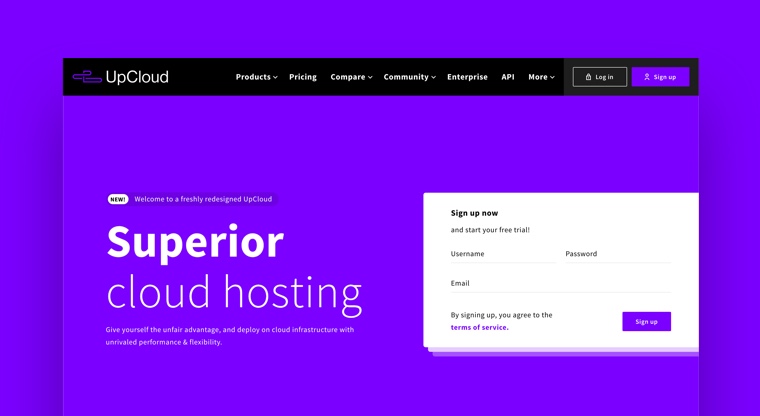 UpCloud
Products Pricing Compare Community Enterprise API More Log in Sign up
NEW! Welcome to a freshly redesigned UpCloud
Superior
cloud hosting
Give yourself the unfair advantage, and deploy on cloud infrastructure with
unrivaled performance & flexibility.
Sign up now
and start your free trial!
Username Password
Email
By signing up, you agree to the
terms of service.
Sign up